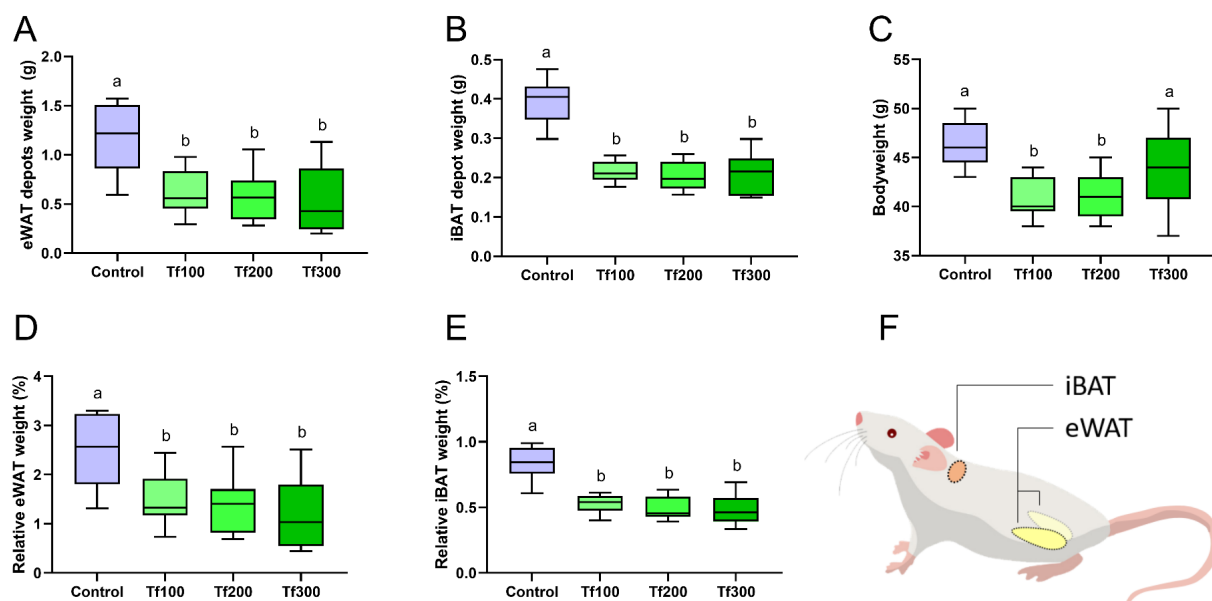 A
eWAT depots weight (g)
2.0
1.5
1.0
0.5
0.0
a
b
b
b
Control
Tf100
Tf200
Tf300
B
iBAT depot weight (g)
0.5
0.4
0.3
0.2
0.1
0.0
a
b
b
b
Control
Tf100
Tf200
Tf300
C
Bodyweight (g)
55
50
45
40
35
a
b
b
a
Control
Tf100
Tf200
Tf300
D
Relative eWAT weight (%)
4
3
2
1
0
a
b
b
b
Control
Tf100
Tf200
Tf300
E
Relative iBAT weight (%)
1.5
1.0
0.5
0.0
a
b
b
b
Control
Tf100
Tf200
Tf300
F
iBAT
eWAT